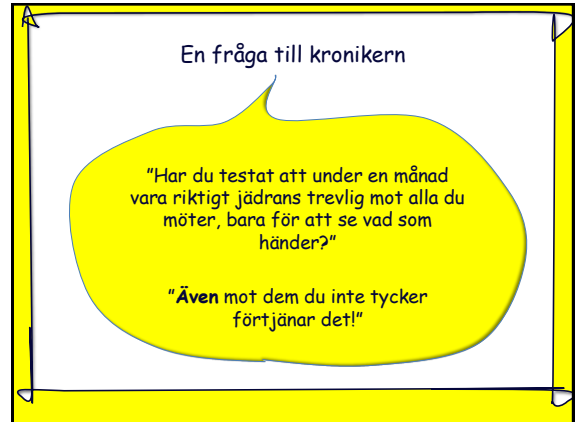 En fråga till kronikern
”Har du testat att under en månad
vara riktigt jädrans trevlig mot alla du
möter, bara för att se vad som
händer?”
”Även mot dem du inte tycker
förtjänar det!”